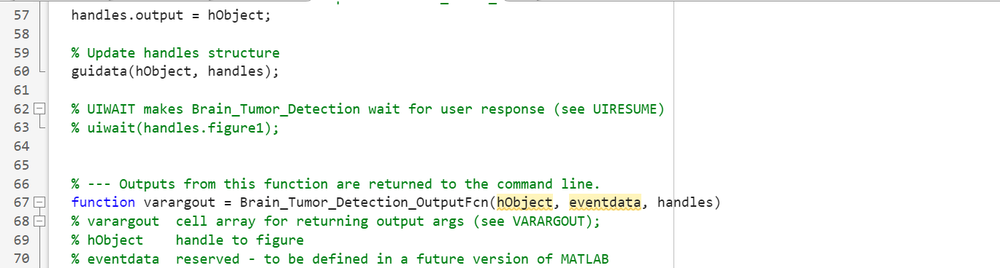 57 handles.output = hObject;
58
59 % Update handles structure
60 guidata(hObject, handles);
61
62 % UIWAIT makes Brain_Tumor_Detection wait for user response (see UIRESUME)
63 % uiwait(handles.figure1);
64
65
66 % --- Outputs from this function are returned to the command line.
67 function varargout = Brain_Tumor_Detection_OutputFcn(hObject, eventdata, handles)
68 % varargout  cell array for returning output args (see VARARGOUT);
69 % hObject    handle to figure
70 % eventdata  reserved - to be defined in a future version of MATLAB